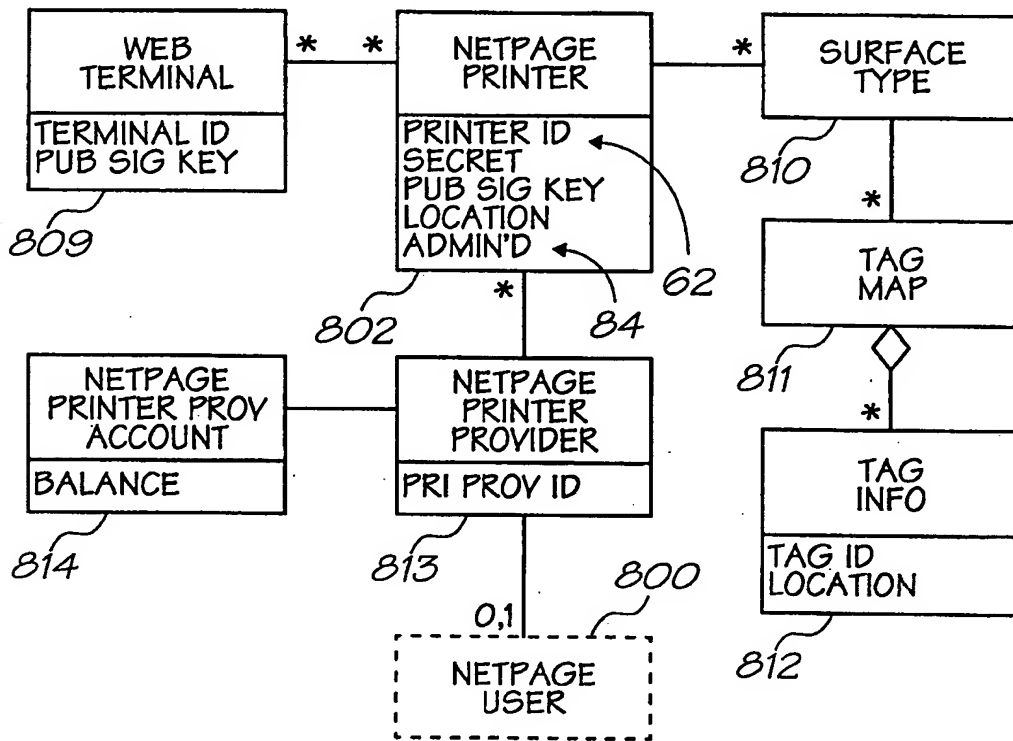 WEB
TERMINAL
TERMINAL ID
PUB SIG KEY
809
* *
NETPAGE
PRINTER
PRINTER ID
SECRET
PUB SIG KEY
LOCATION
ADMIN'D
802
62
84
*
*
SURFACE
TYPE
810
*
TAG
MAP
811
*
TAG
INFO
TAG ID
LOCATION
812
NETPAGE
PRINTER PROV
ACCOUNT
BALANCE
814
NETPAGE
PRINTER
PROVIDER
PRI PROV ID
813
800
0,1
NETPAGE
USER